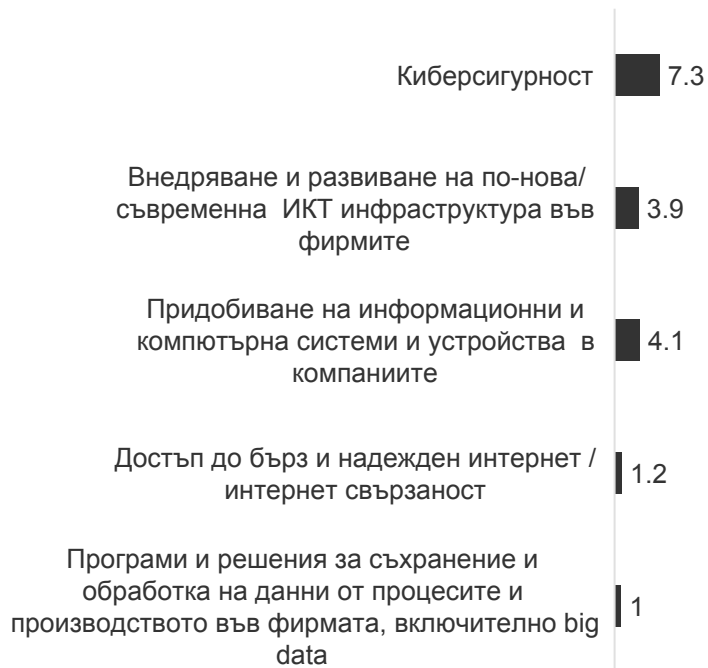 Киберсигурност
7.3
Внедряване и развиване на по-нова/
съвременна  ИКТ инфраструктура във
фирмите
3.9
Придобиване на информационни и
компютърна системи и устройства  в
компаниите
4.1
Достъп до бърз и надежден интернет /
интернет свързаност
1.2
Програми и решения за съхранение и
обработка на данни от процесите и
производството във фирмата, включително big
data
1